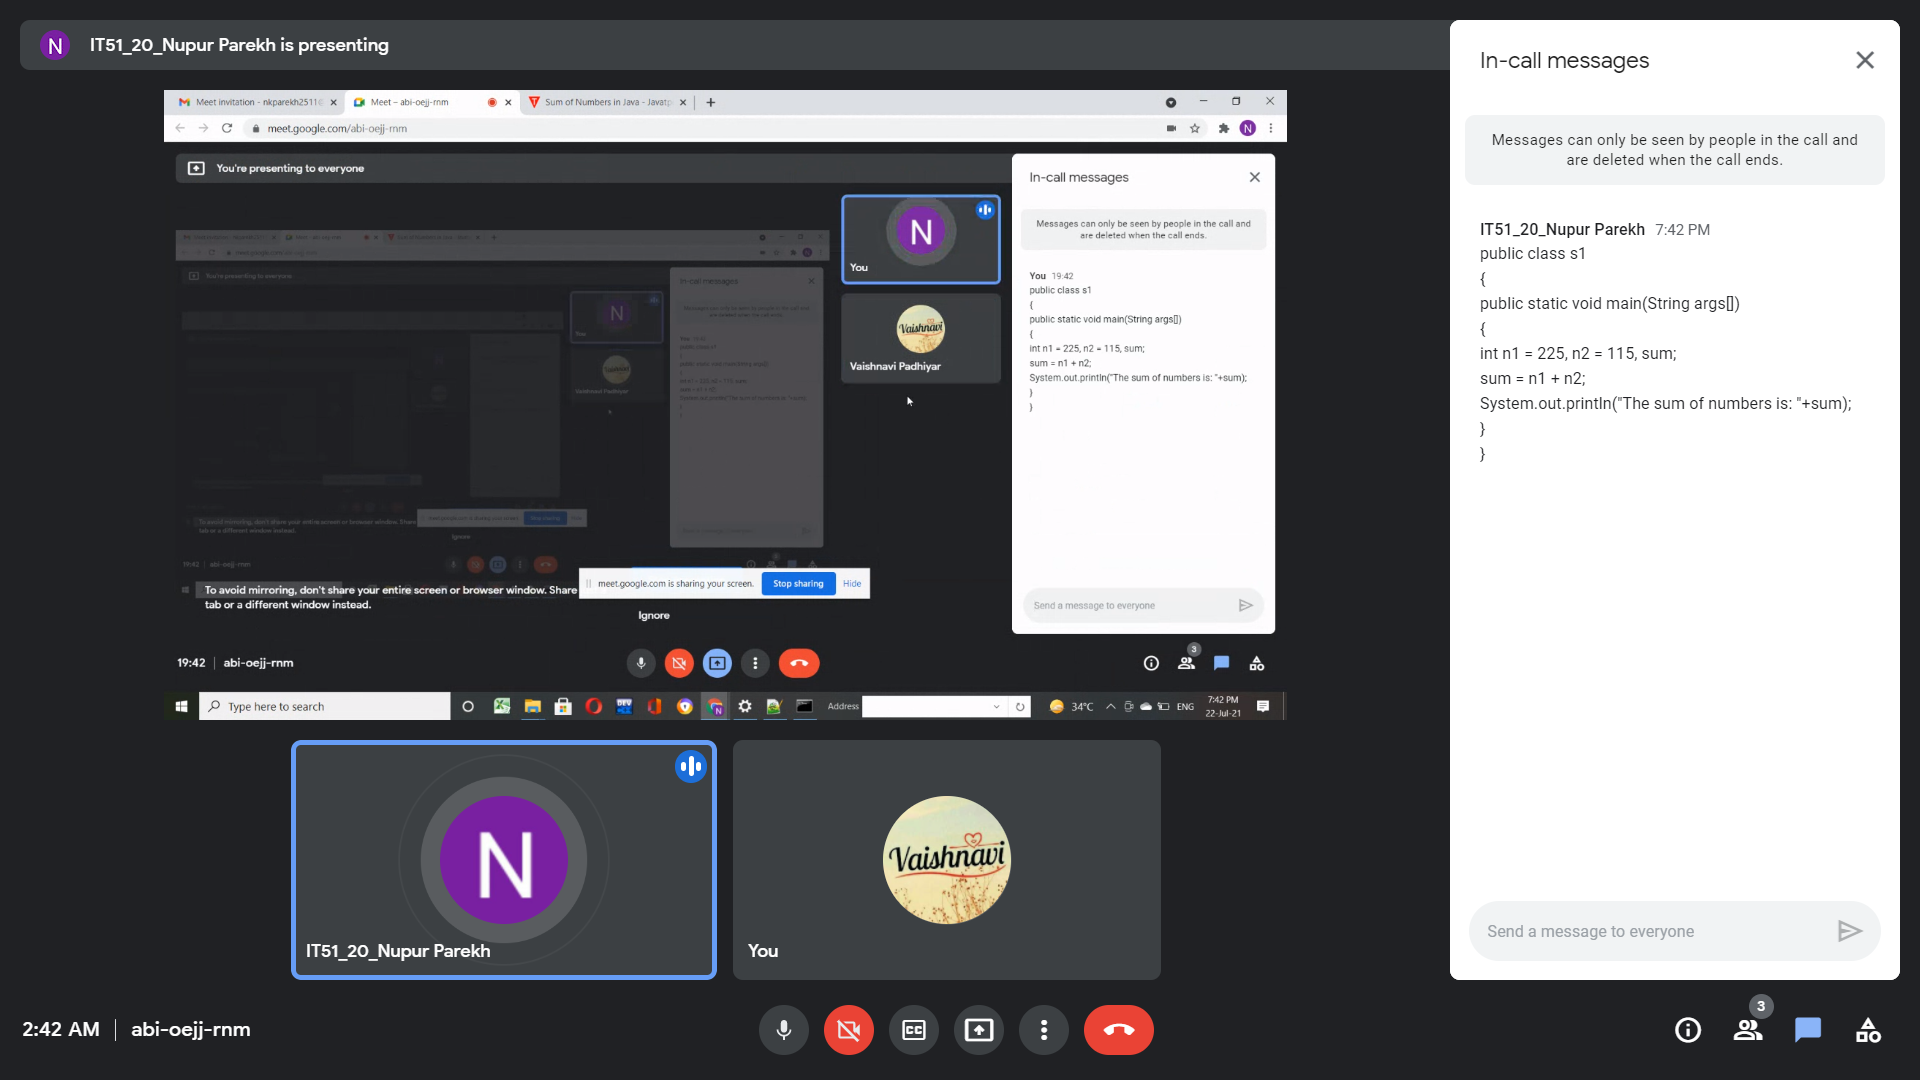 N IT51_20_Nupur Parekh is presenting
Meet invitation - nkparekh2511@
Meet – abi-oejj-rnm
Sum of Numbers in Java - Javatp
meet.google.com/abi-oejj-rnm
N
You're presenting to everyone
N
You
Vaishnavi
Vaishnavi Padhiyar
In-call messages
Messages can only be seen by people in the call and
are deleted when the call ends.
You 19:42
public class s1
{
public static void main(String args[])
{
int n1 = 225, n2 = 115, sum;
sum = n1 + n2;
System.out.println("The sum of numbers is: "+sum);
}
}
Send a message to everyone
To avoid mirroring, don't share your entire screen or browser window. Share
tab or a different window instead.
meet.google.com is sharing your screen. Stop sharing Hide
Ignore
19:42 | abi-oejj-rnm
3
Type here to search
DEV
Address
34°C
ENG
7:42 PM
22-Jul-21
N
IT51_20_Nupur Parekh
Vaishnavi
You
In-call messages
Messages can only be seen by people in the call and
are deleted when the call ends.
IT51_20_Nupur Parekh 7:42 PM
public class s1
{
public static void main(String args[])
{
int n1 = 225, n2 = 115, sum;
sum = n1 + n2;
System.out.println("The sum of numbers is: "+sum);
}
}
Send a message to everyone
2:42 AM | abi-oejj-rnm
CC
3